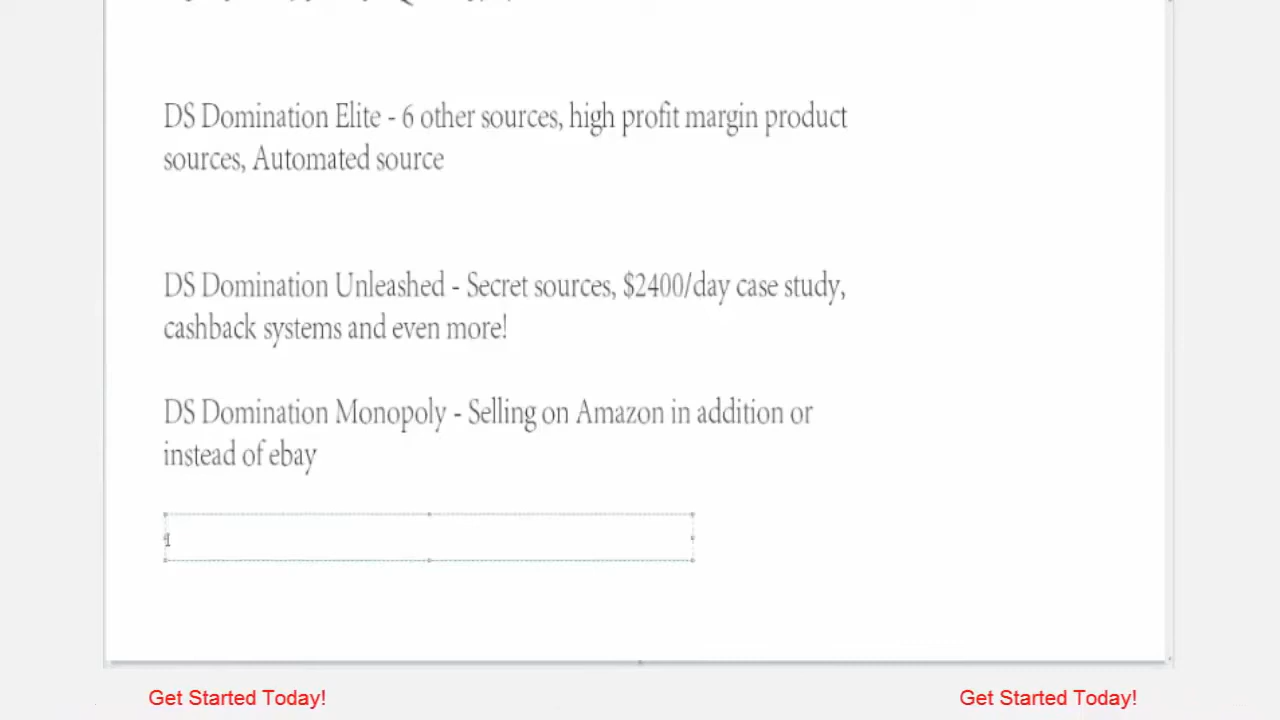 DS Domination Elite - 6 other sources, high profit margin product
sources, Automated source
DS Domination Unleashed - Secret sources, $2400/day case study,
cashback systems and even more!
DS Domination Monopoly - Selling on Amazon in addition or
instead of ebay
Get Started Today!
Get Started Today!